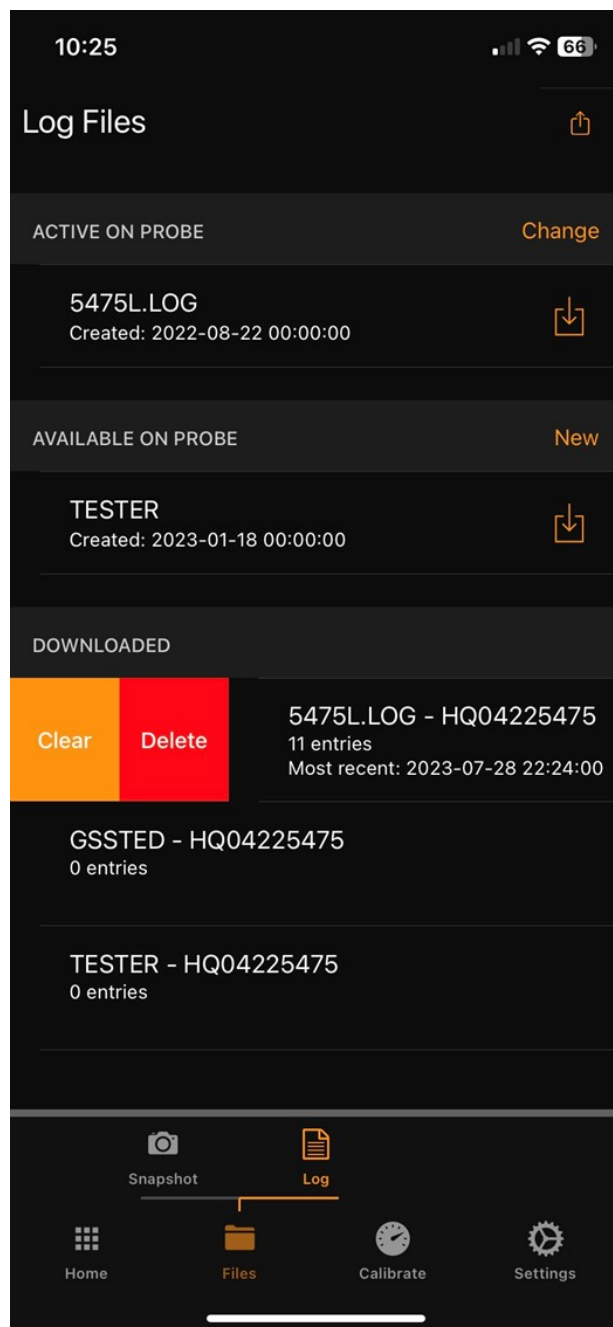 10:25
66
Log Files
ACTIVE ON PROBE Change
5475L.LOG
Created: 2022-08-22 00:00:00
AVAILABLE ON PROBE New
TESTER
Created: 2023-01-18 00:00:00
DOWNLOADED
Clear Delete
5475L.LOG - HQ04225475
11 entries
Most recent: 2023-07-28 22:24:00
GSSTED - HQ04225475
0 entries
TESTER - HQ04225475
0 entries
Snapshot Log
Home Files Calibrate Settings